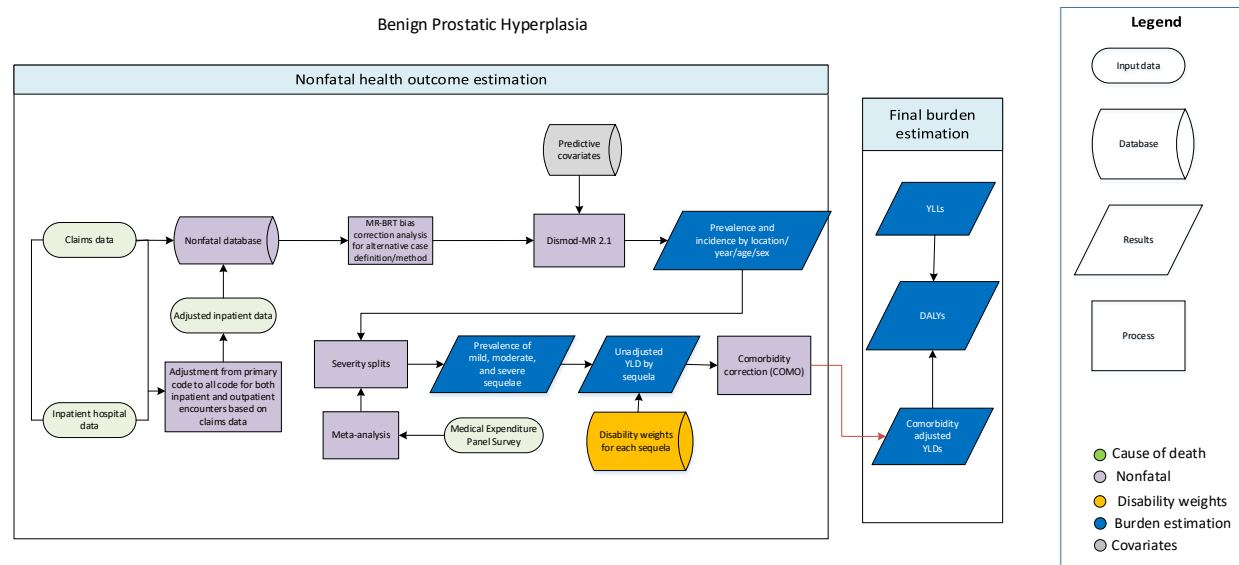 Benign Prostatic Hyperplasia
Nonfatal health outcome estimation
Predictive
covariates
Claims data
Nonfatal database
MR-BRT bias
correction analysis
for alternative case
definition/method
Dismod-MR 2.1
Prevalence and
incidence by location/
year/age/sex
Adjusted inpatient data
Adjustment from primary
code to all code for both
inpatient and outpatient
encounters based on
claims data
Inpatient hospital
data
Severity splits
Prevalence of
mild, moderate,
and severe
sequelae
Unadjusted
YLD by
sequela
Comorbidity
correction (COMO)
Meta-analysis
Medical Expenditure
Panel Survey
Disability weights
for each sequela
Final burden
estimation
YLLs
DALYs
Comorbidity
adjusted
YLDs
Legend
Input data
Database
Results
Process
Cause of death
Nonfatal
Disability weights
Burden estimation
Covariates